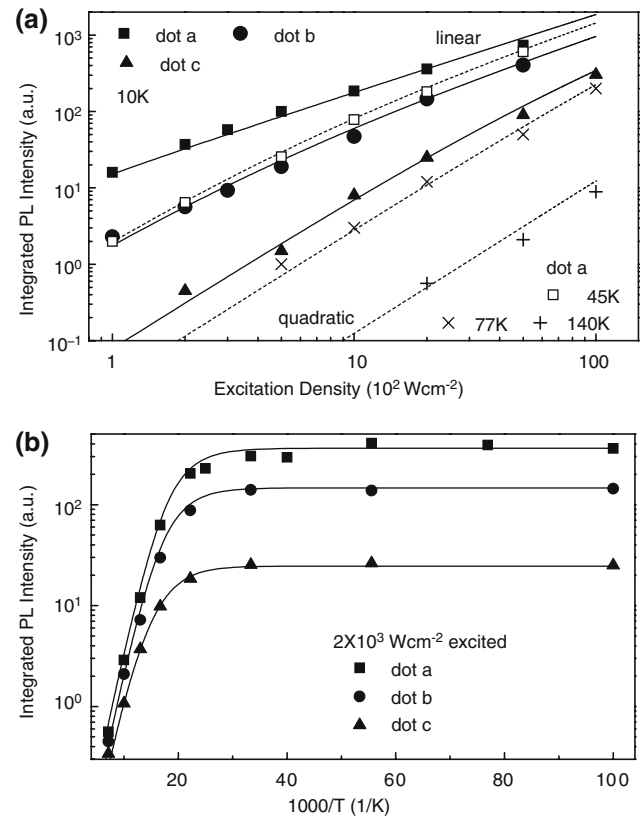 (a)
Integrated PL Intensity (a.u.)
10³
10²
10¹
10⁰
10⁻¹
dot a
dot b
dot c
10K
linear
quadratic
dot a
45K
77K
140K
1
10
100
Excitation Density (10² Wcm⁻²)
(b)
Integrated PL Intensity (a.u.)
10²
10¹
10⁰
2X10³ Wcm⁻² excited
dot a
dot b
dot c
20
40
60
80
100
1000/T (1/K)